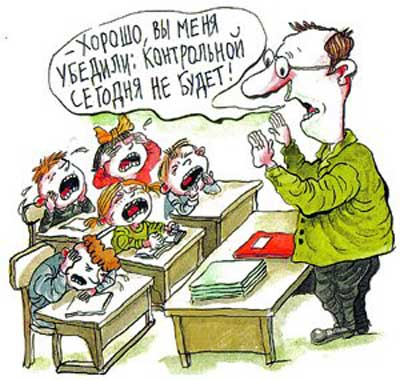 – ХОРОШО, ВЫ МЕНЯ
УБЕДИЛИ: КОНТРОЛЬНОЙ
СЕГОДНЯ НЕ БУДЕТ!